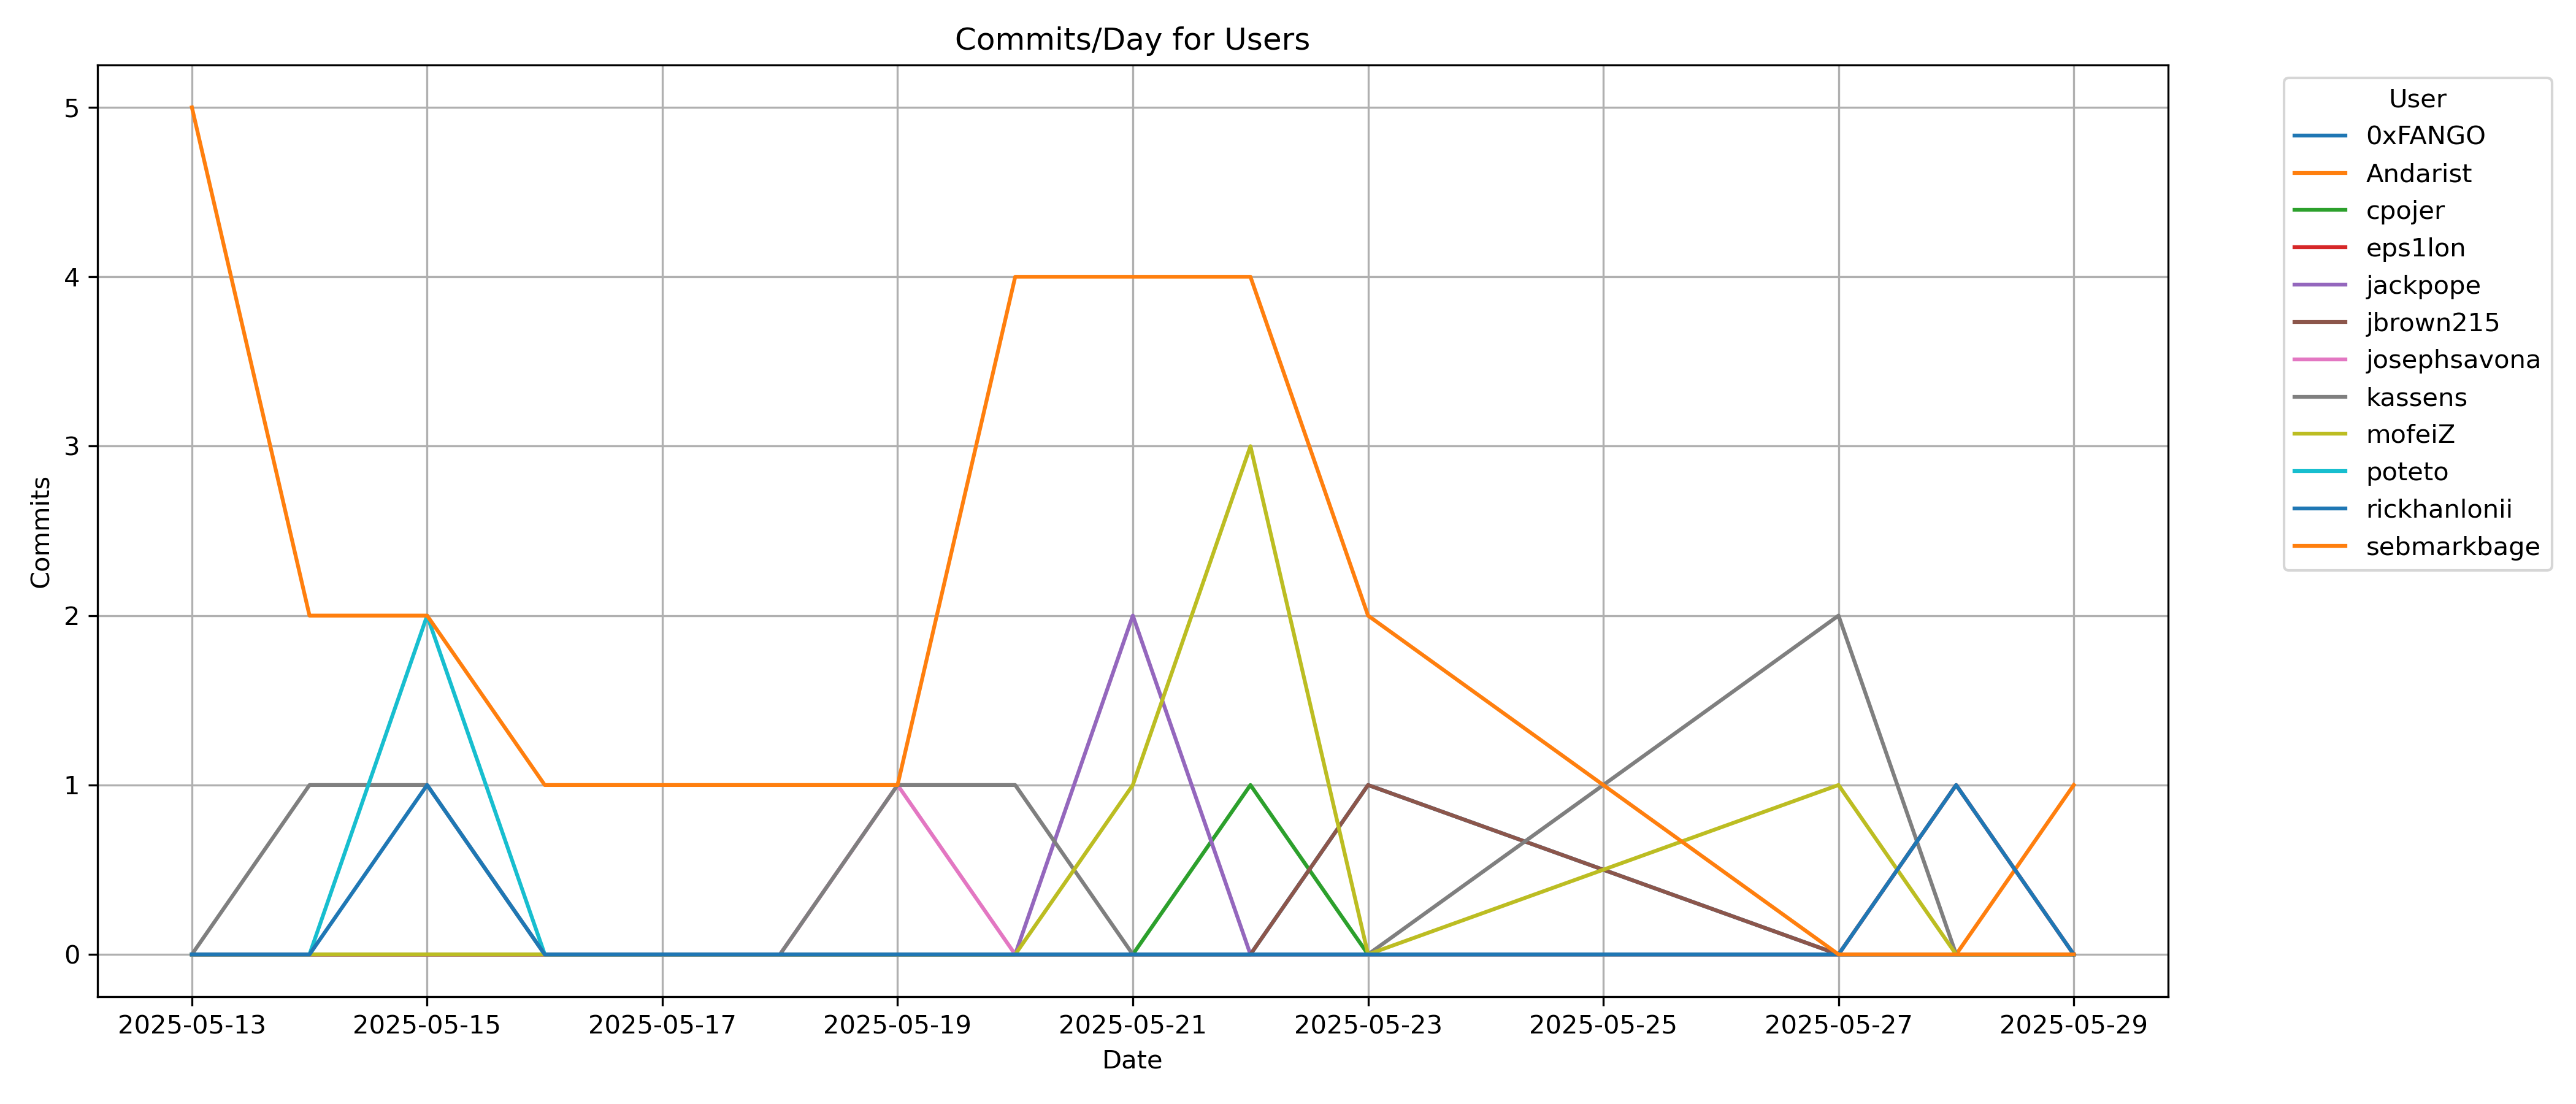 Commits/Day for Users
User
0xFANGO
Andarist
cpojer
eps1lon
jackpope
jbrown215
josephsavona
kassens
mofeiZ
poteto
rickhanlonii
sebmarkbage
Commits
5
4
3
2
1
0
2025-05-13 2025-05-15 2025-05-17 2025-05-19 2025-05-21 2025-05-23 2025-05-25 2025-05-27 2025-05-29
Date